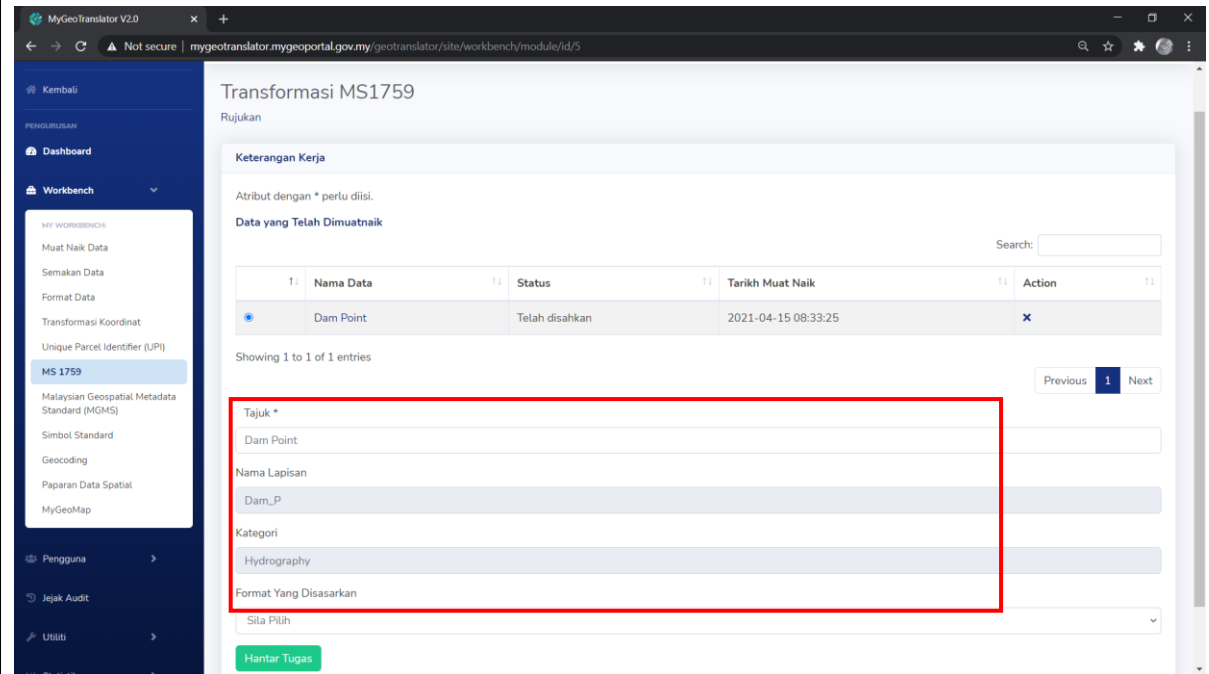 MyGeoTranslator V2.0
Not secure | mygeotranslator.mygeoportal.gov.my/geotranslator/site/workbench/module/id/5
Kembali
PENGURUSAN
Dashboard
Workbench
MY WORKBENCH:
Muat Naik Data
Semakan Data
Format Data
Transformasi Koordinat
Unique Parcel Identifier (UPI)
MS 1759
Malaysian Geospatial Metadata
Standard (MGMS)
Simbol Standard
Geocoding
Paparan Data Spatial
MyGeoMap
Pengguna
Jejak Audit
Utiliti
Transformasi MS1759
Rujukan
Keterangan Kerja
Atribut dengan * perlu diisi.
Data yang Telah Dimuatnaik
Search:
Nama Data Status Tarikh Muat Naik Action
Dam Point Telah disahkan 2021-04-15 08:33:25
Showing 1 to 1 of 1 entries
Previous 1 Next
Tajuk *
Dam Point
Nama Lapisan
Dam_P
Kategori
Hydrography
Format Yang Disasarkan
Sila Pilih
Hantar Tugas